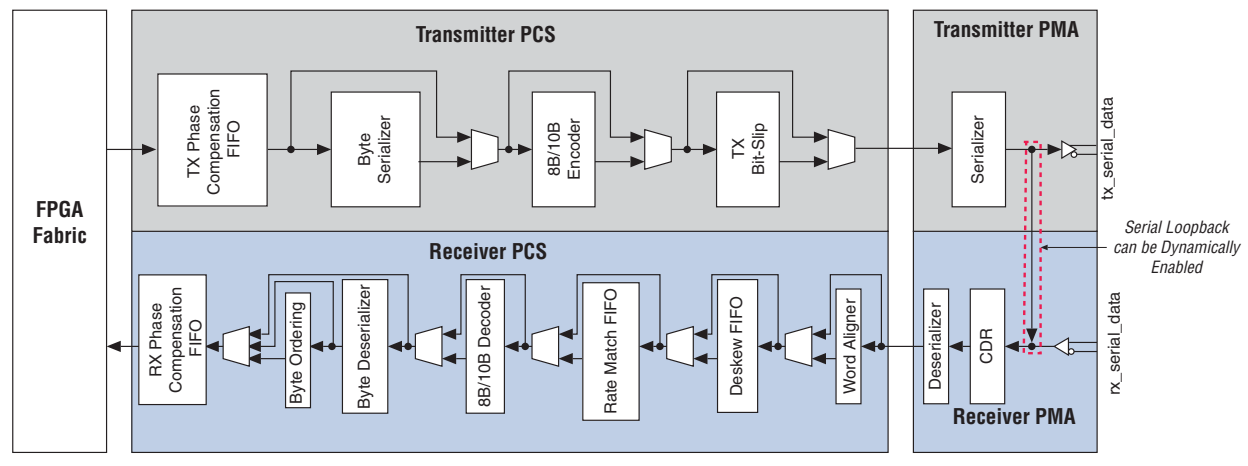 Transmitter PCS
Transmitter PMA
FPGA
Fabric
TX Phase
Compensation
FIFO
Byte
Serializer
8B/10B
Encoder
TX
Bit-Slip
Serializer
tx_serial_data
Serial Loopback
can be Dynamically
Enabled
Receiver PCS
RX Phase
Compensation
FIFO
Byte Ordering
Byte Deserializer
8B/10B Decoder
Rate Match FIFO
Deskew FIFO
Word Aligner
Deserializer
CDR
rx_serial_data
Receiver PMA